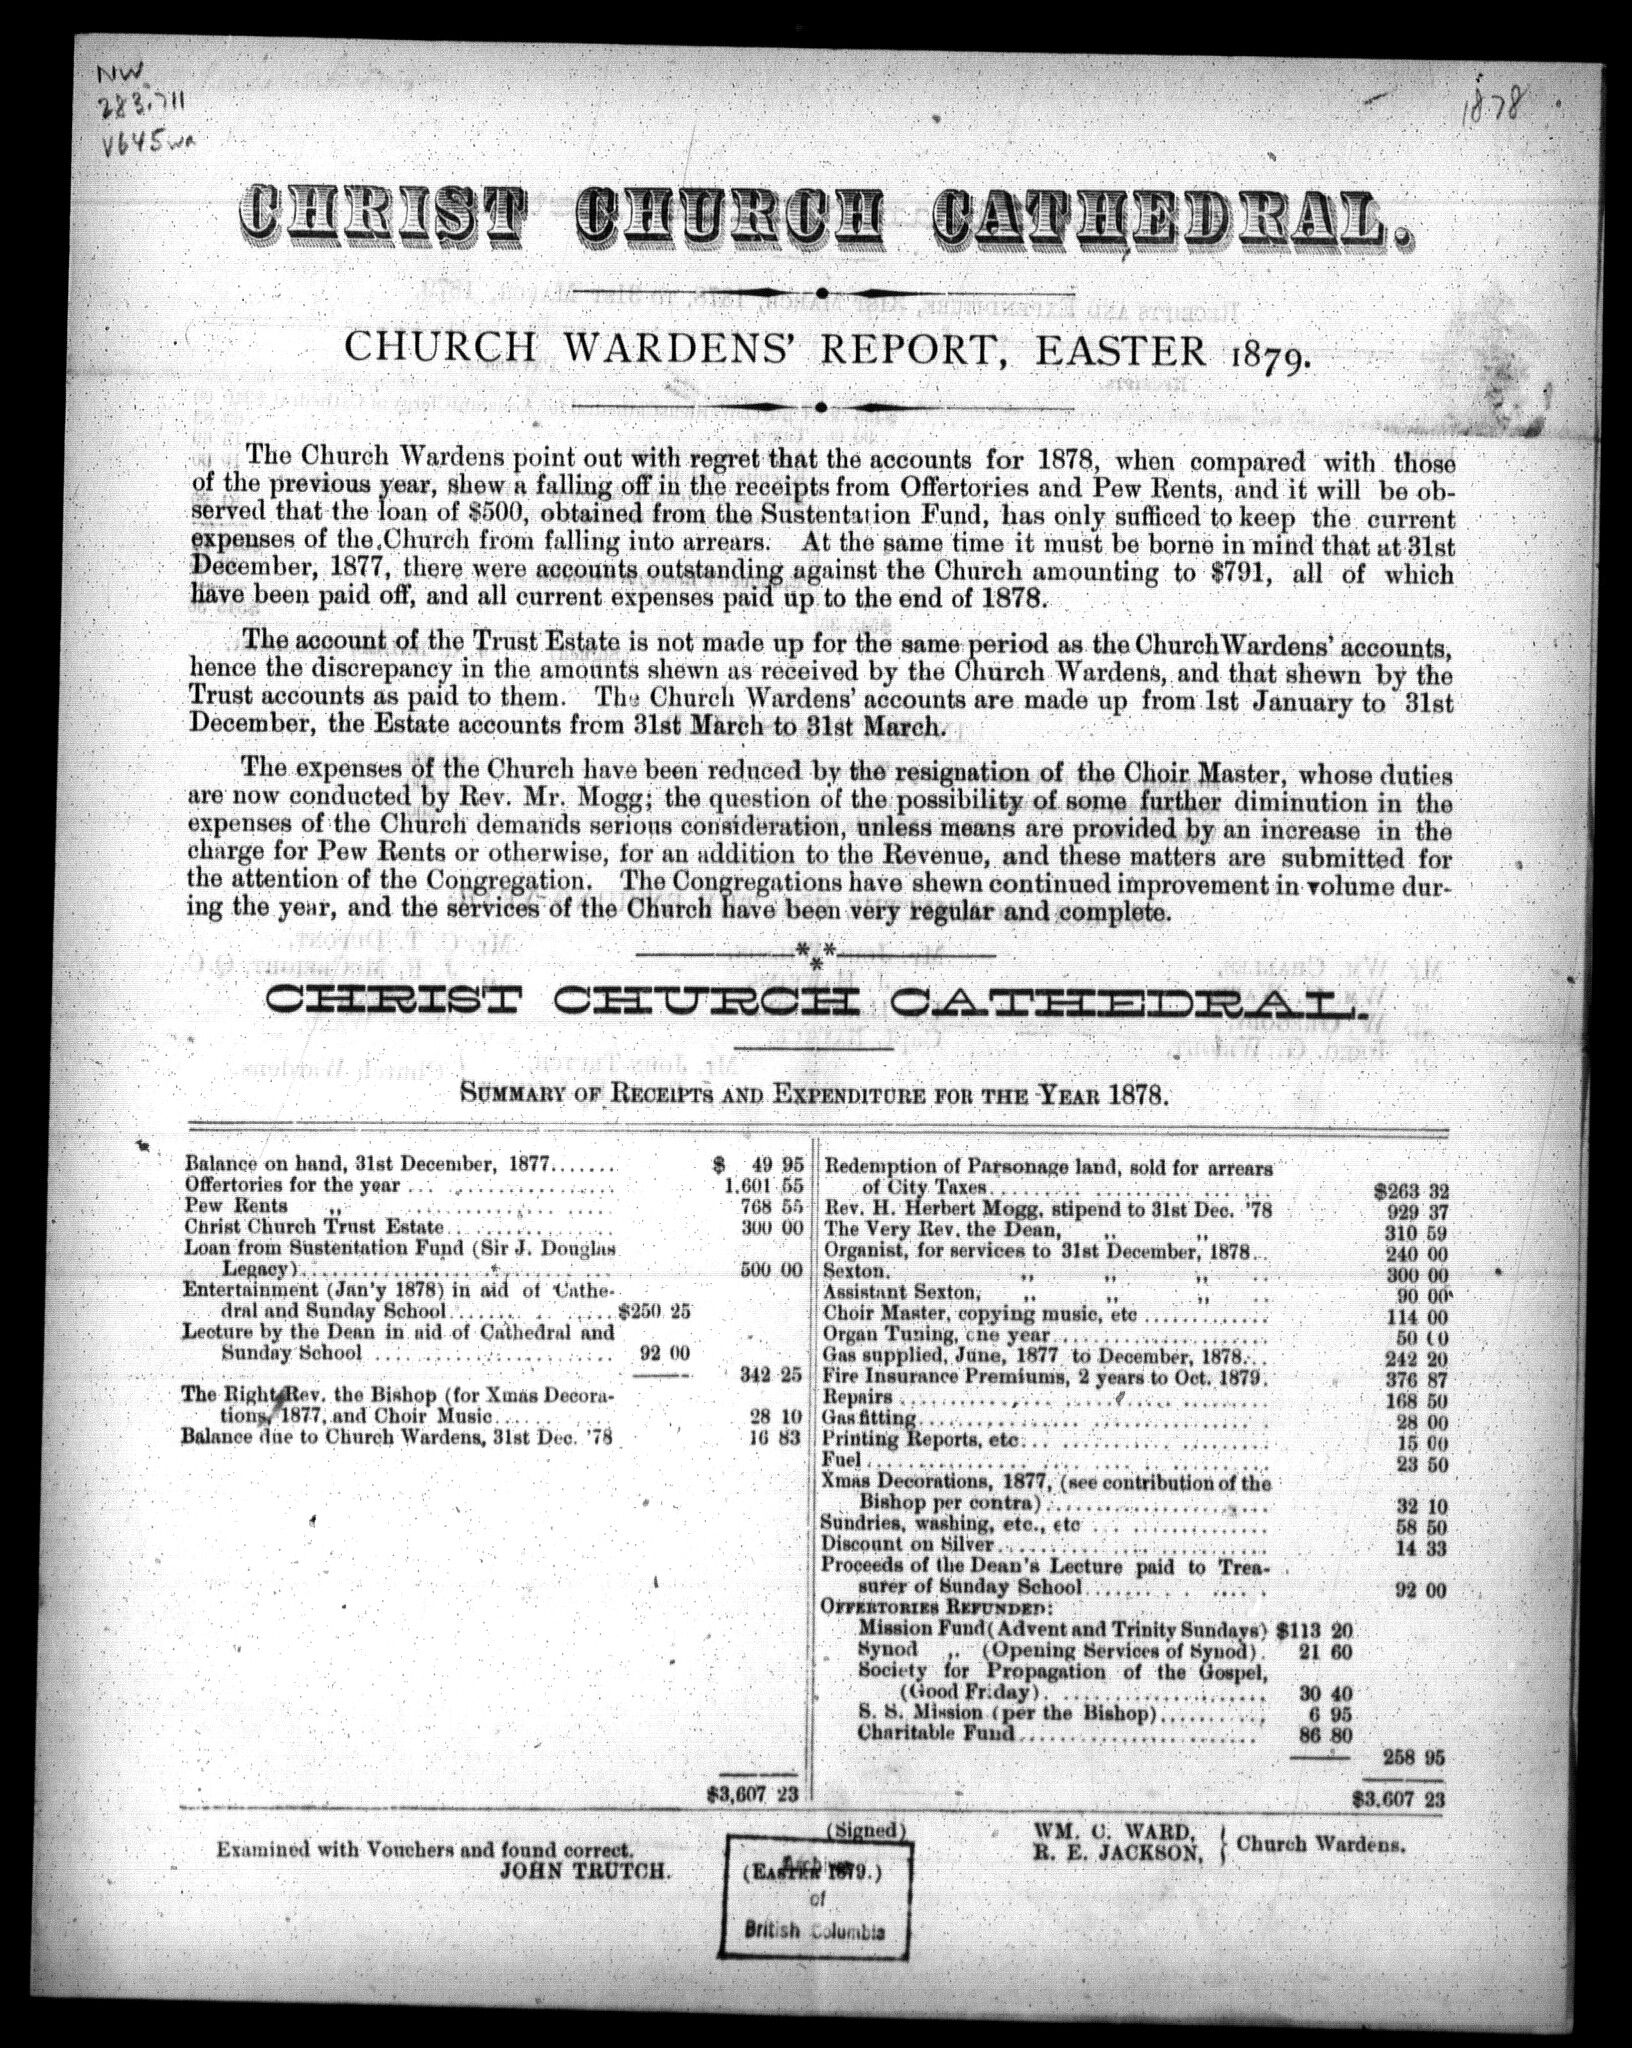 NW
283.711
V645wa
1878
CHRIST CHURCH CATHEDRAL.
CHURCH WARDENS' REPORT, EASTER 1879.
The Church Wardens point out with regret that the accounts for 1878, when compared with those
of the previous year, shew a falling off in the receipts from Offertories and Pew Rents, and it will be ob-
served that the loan of $500, obtained from the Sustentation Fund, has only sufficed to keep the current
expenses of the Church from falling into arrears. At the same time it must be borne in mind that at 31st
December, 1877, there were accounts outstanding against the Church amounting to $791, all of which
have been paid off, and all current expenses paid up to the end of 1878.
The account of the Trust Estate is not made up for the same period as the Church Wardens' accounts,
hence the discrepancy in the amounts shewn as received by the Church Wardens, and that shewn by the
Trust accounts as paid to them. The Church Wardens' accounts are made up from 1st January to 31st
December, the Estate accounts from 31st March to 31st March.
The expenses of the Church have been reduced by the resignation of the Choir Master, whose duties
are now conducted by Rev. Mr. Mogg; the question of the possibility of some further diminution in the
expenses of the Church demands serious consideration, unless means are provided by an increase in the
charge for Pew Rents or otherwise, for an addition to the Revenue, and these matters are submitted for
the attention of the Congregation. The Congregations have shewn continued improvement in volume dur-
ing the year, and the services of the Church have been very regular and complete.
CHRIST CHURCH CATHEDRAL.
SUMMARY OF RECEIPTS AND EXPENDITURE FOR THE YEAR 1878.
Balance on hand, 31st December, 1877....... $ 49 95
Offertories for the year ... 1,601 55
Pew Rents ,, 768 55
Christ Church Trust Estate 300 00
Loan from Sustentation Fund (Sir J. Douglas
Legacy) 500 00
Entertainment (Jan'y 1878) in aid of Cathe-
dral and Sunday School $250 25
Lecture by the Dean in aid of Cathedral and
Sunday School 92 00
342 25
The Right Rev. the Bishop (for Xmas Decora-
tions, 1877, and Choir Music 28 10
Balance due to Church Wardens, 31st Dec. '78 16 83
$3,607 23
Redemption of Parsonage land, sold for arrears
of City Taxes $263 32
Rev. H. Herbert Mogg, stipend to 31st Dec. '78 929 37
The Very Rev. the Dean, ,, ,, 310 59
Organist, for services to 31st December, 1878 240 00
Sexton. ,, ,, ,, 300 00
Assistant Sexton, ,, ,, ,, 90 00
Choir Master, copying music, etc 114 00
Organ Tuning, one year 50 00
Gas supplied, June, 1877 to December, 1878 242 20
Fire Insurance Premiums, 2 years to Oct. 1879. 376 87
Repairs 168 50
Gas fitting 28 00
Printing Reports, etc 15 00
Fuel 23 50
Xmas Decorations, 1877, (see contribution of the
Bishop per contra) 32 10
Sundries, washing, etc., etc 58 50
Discount on Silver 14 33
Proceeds of the Dean's Lecture paid to Trea-
surer of Sunday School 92 00
OFFERTORIES REFUNDED:
Mission Fund (Advent and Trinity Sundays) $113 20
Synod ,, (Opening Services of Synod) 21 60
Society for Propagation of the Gospel,
(Good Friday) 30 40
S. S. Mission (per the Bishop) 6 95
Charitable Fund 86 80
258 95
$3,607 23
Examined with Vouchers and found correct.
JOHN TRUTCH.
(Signed)
WM. C. WARD,
R. E. JACKSON, } Church Wardens.
(EASTER 1879.)
Archives
of
British Columbia